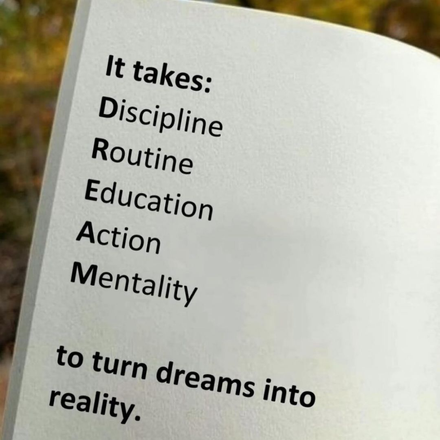 It takes:
Discipline
Routine
Education
Action
Mentality
to turn dreams into
reality.